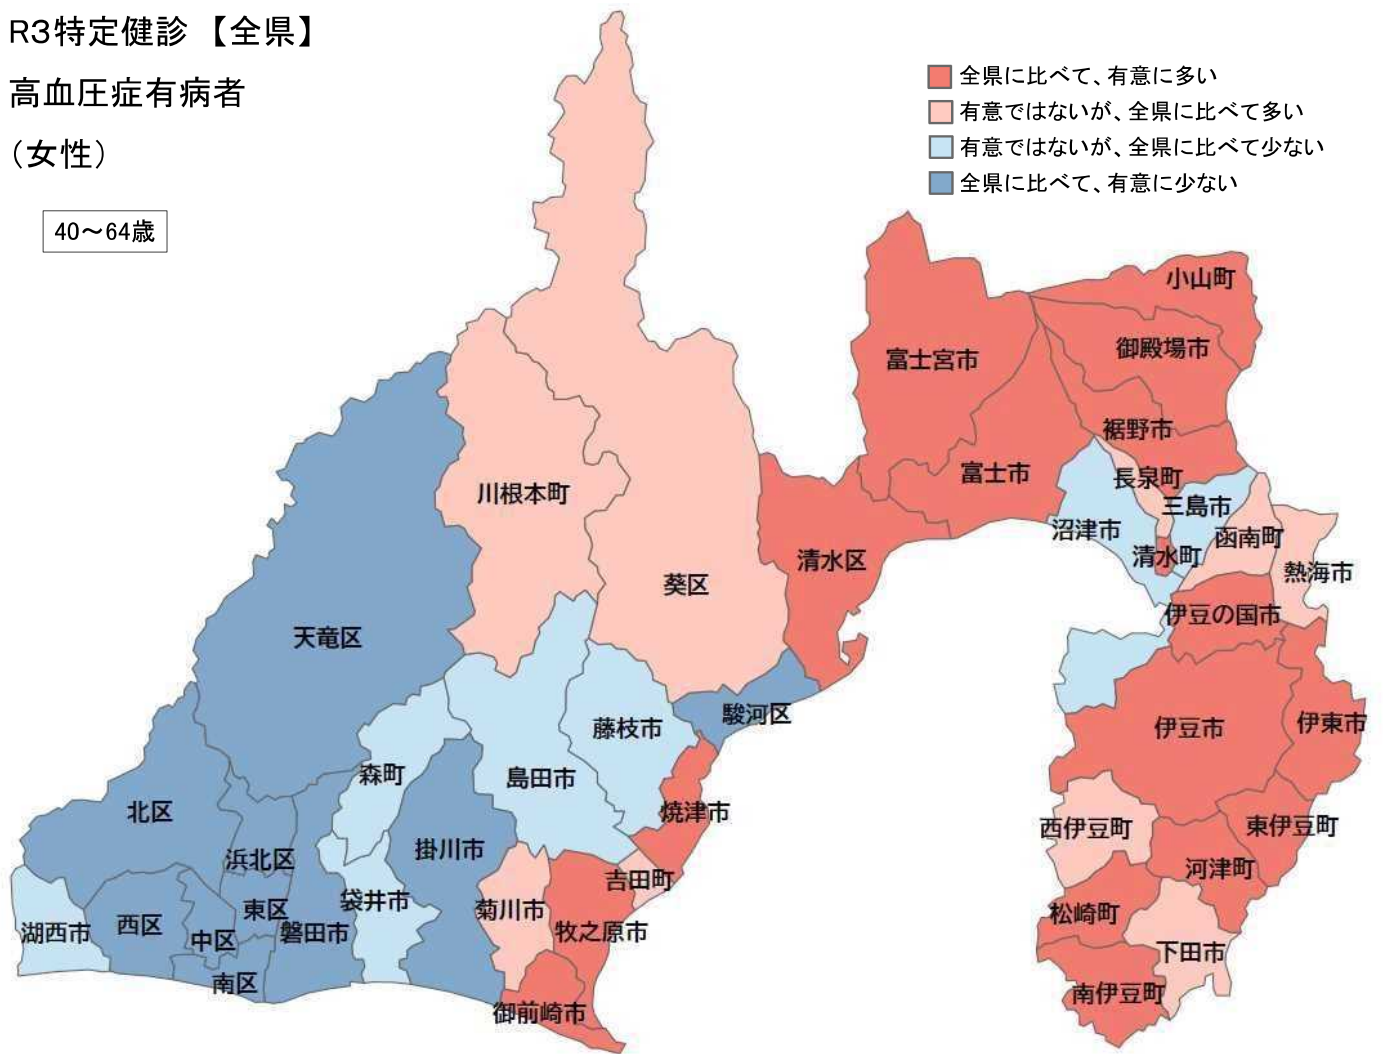 R3特定健診 【全県】
高血圧症有病者
(女性)
40～64歳
全県に比べて、有意に多い
有意ではないが、全県に比べて多い
有意ではないが、全県に比べて少ない
全県に比べて、有意に少ない
小山町
御殿場市
富士宮市
裾野市
富士市
長泉町
三島市
沼津市
函南町
清水町
熱海市
川根本町
清水区
葵区
伊豆の国市
天竜区
駿河区
藤枝市
伊豆市
伊東市
森町
島田市
北区
焼津市
西伊豆町
東伊豆町
浜北区
掛川市
河津町
吉田町
袋井市
東区
菊川市
松崎町
西区
湖西市
中区
磐田市
牧之原市
下田市
南区
南伊豆町
御前崎市